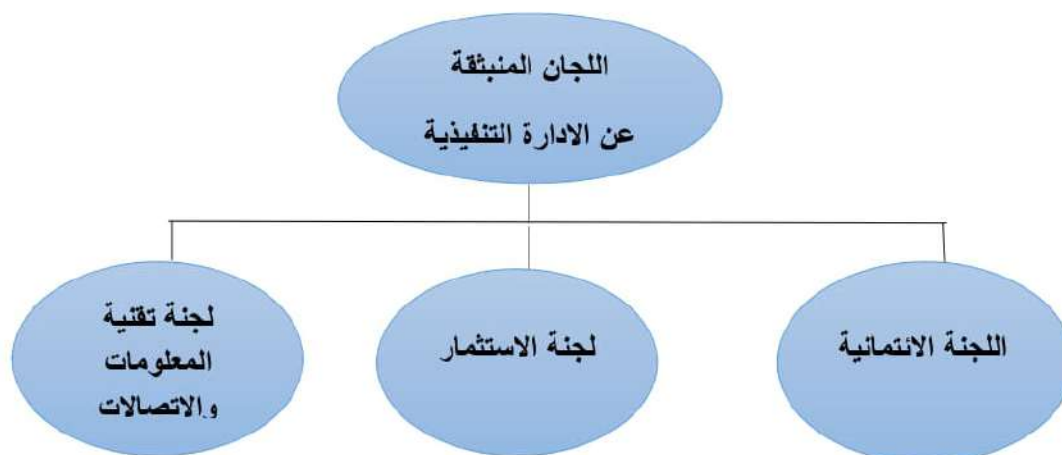 اللجان المنبثقة
عن الادارة التنفيذية
اللجنة الائتمانية
لجنة الاستثمار
لجنة تقنية
المعلومات
والاتصالات